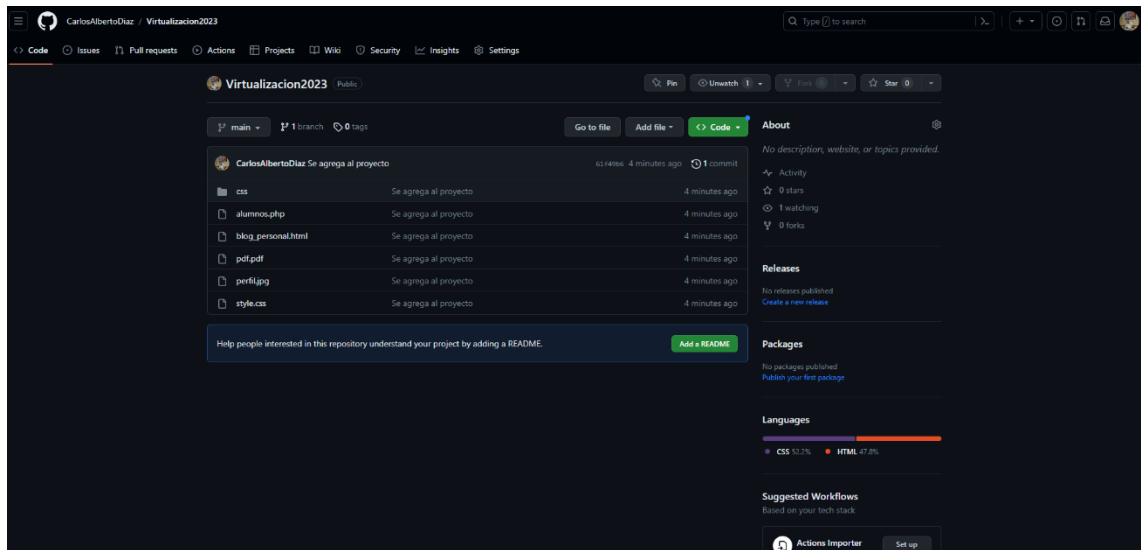 CarlosAlbertoDiaz / Virtualizacion2023
Type / to search
Code Issues Pull requests Actions Projects Wiki Security Insights Settings
Virtualizacion2023 Public
Pin Unwatch 1 Fork 0 Star 0
main 1 branch 0 tags
Go to file Add file Code
CarlosAlbertoDiaz Se agrega al proyecto 4 minutes ago 1 commit
css Se agrega al proyecto 4 minutes ago
alumnos.php Se agrega al proyecto 4 minutes ago
blog_personal.html Se agrega al proyecto 4 minutes ago
pdf.pdf Se agrega al proyecto 4 minutes ago
perfil.jpg Se agrega al proyecto 4 minutes ago
style.css Se agrega al proyecto 4 minutes ago
Help people interested in this repository understand your project by adding a README. Add a README
About
No description, website, or topics provided.
Activity
0 stars
1 watching
0 forks
Releases
No releases published
Create a new release
Packages
No packages published
Publish your first package
Languages
CSS 52.2% HTML 47.8%
Suggested Workflows
Based on your tech stack
Actions Importer Set up